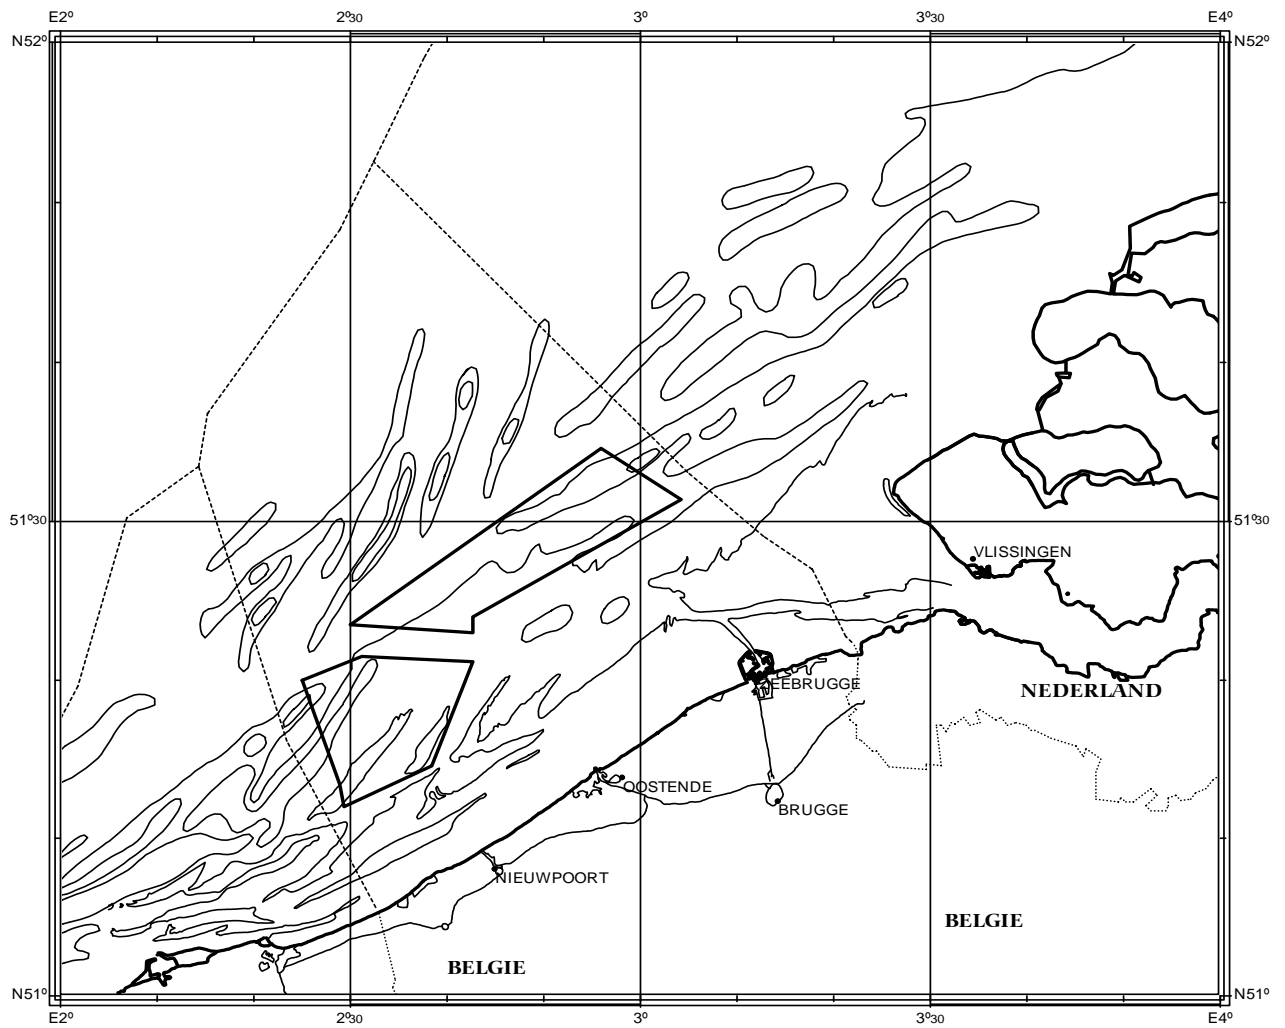 E2º 2º30 3º 3º30 E4º
N52º N52º
51º30 51º30
VLISSINGEN
ZEEBRUGGE
NEDERLAND
OOSTENDE
BRUGGE
NIEUWPOORT
BELGIE
BELGIE
N51º N51º
E2º 2º30 3º 3º30 E4º